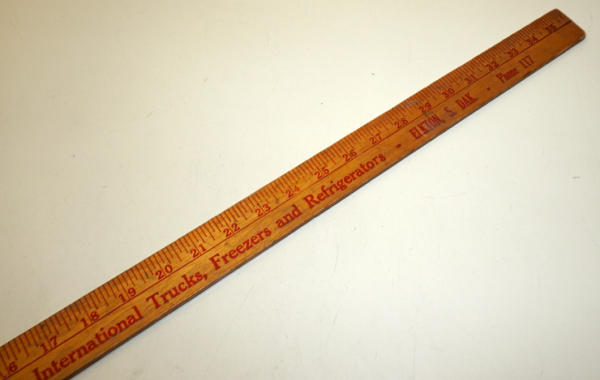 6 17 18 19 20 21 22 23 24 25 26 27 28 29 30 31 32 33 34 35
International Trucks, Freezers and Refrigerators - ELKTON, S. DAK - Phone 117